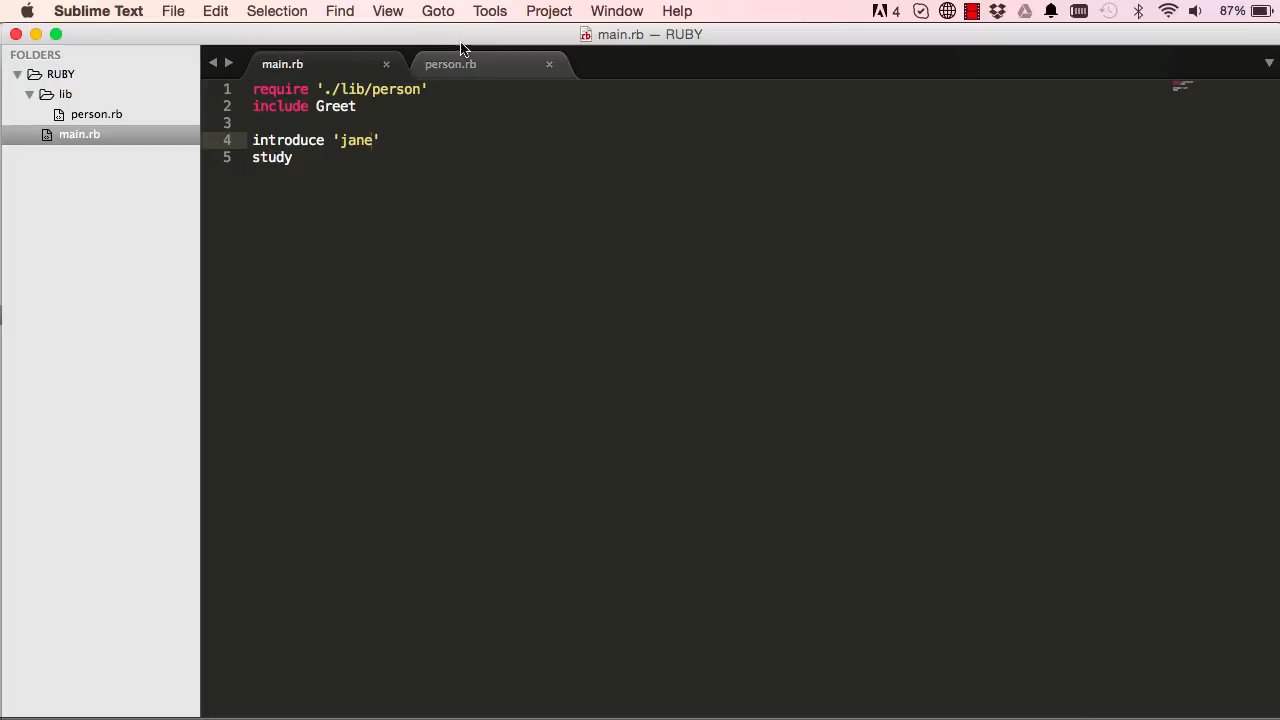 Sublime Text File Edit Selection Find View Goto Tools Project Window Help 4 87%
main.rb — RUBY
FOLDERS
RUBY
lib
person.rb
main.rb
main.rb × person.rb ×
1 require './lib/person'
2 include Greet
3
4 introduce 'jane'
5 study